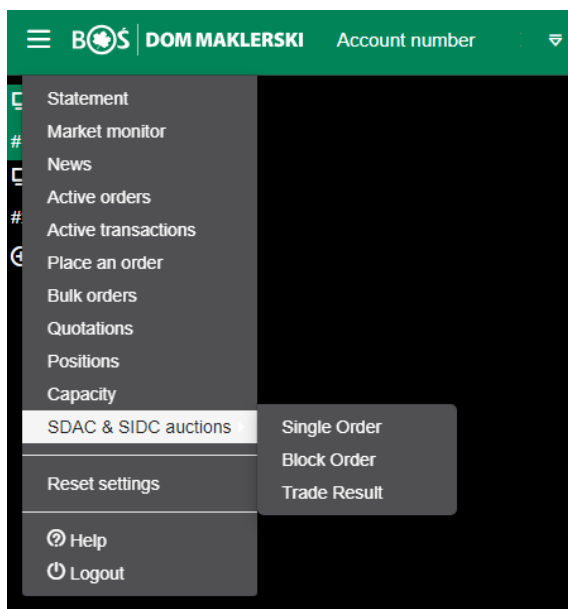 BOŚ DOM MAKLERSKI Account number
Statement
#
Market monitor
News
Active orders
#
Active transactions
Place an order
Bulk orders
Quotations
Positions
Capacity
SDAC & SIDC auctions
Single Order
Block Order
Trade Result
Reset settings
Help
Logout